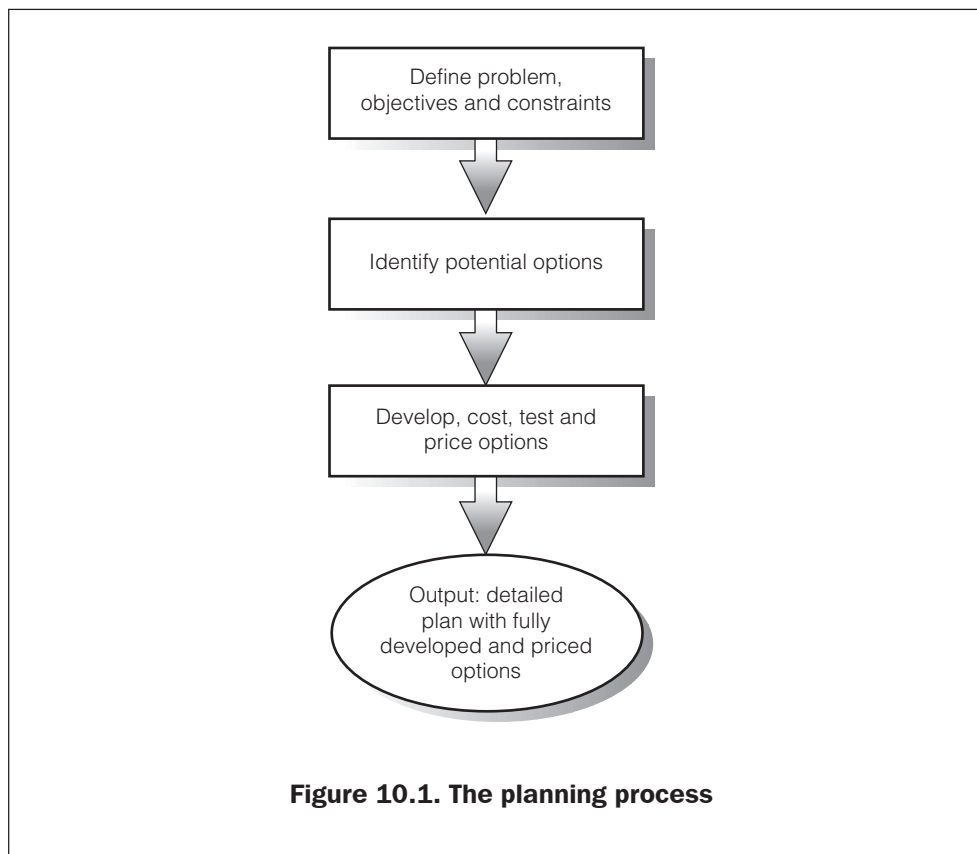 Define problem,
objectives and constraints
Identify potential options
Develop, cost, test and
price options
Output: detailed
plan with fully
developed and priced
options
Figure 10.1. The planning process